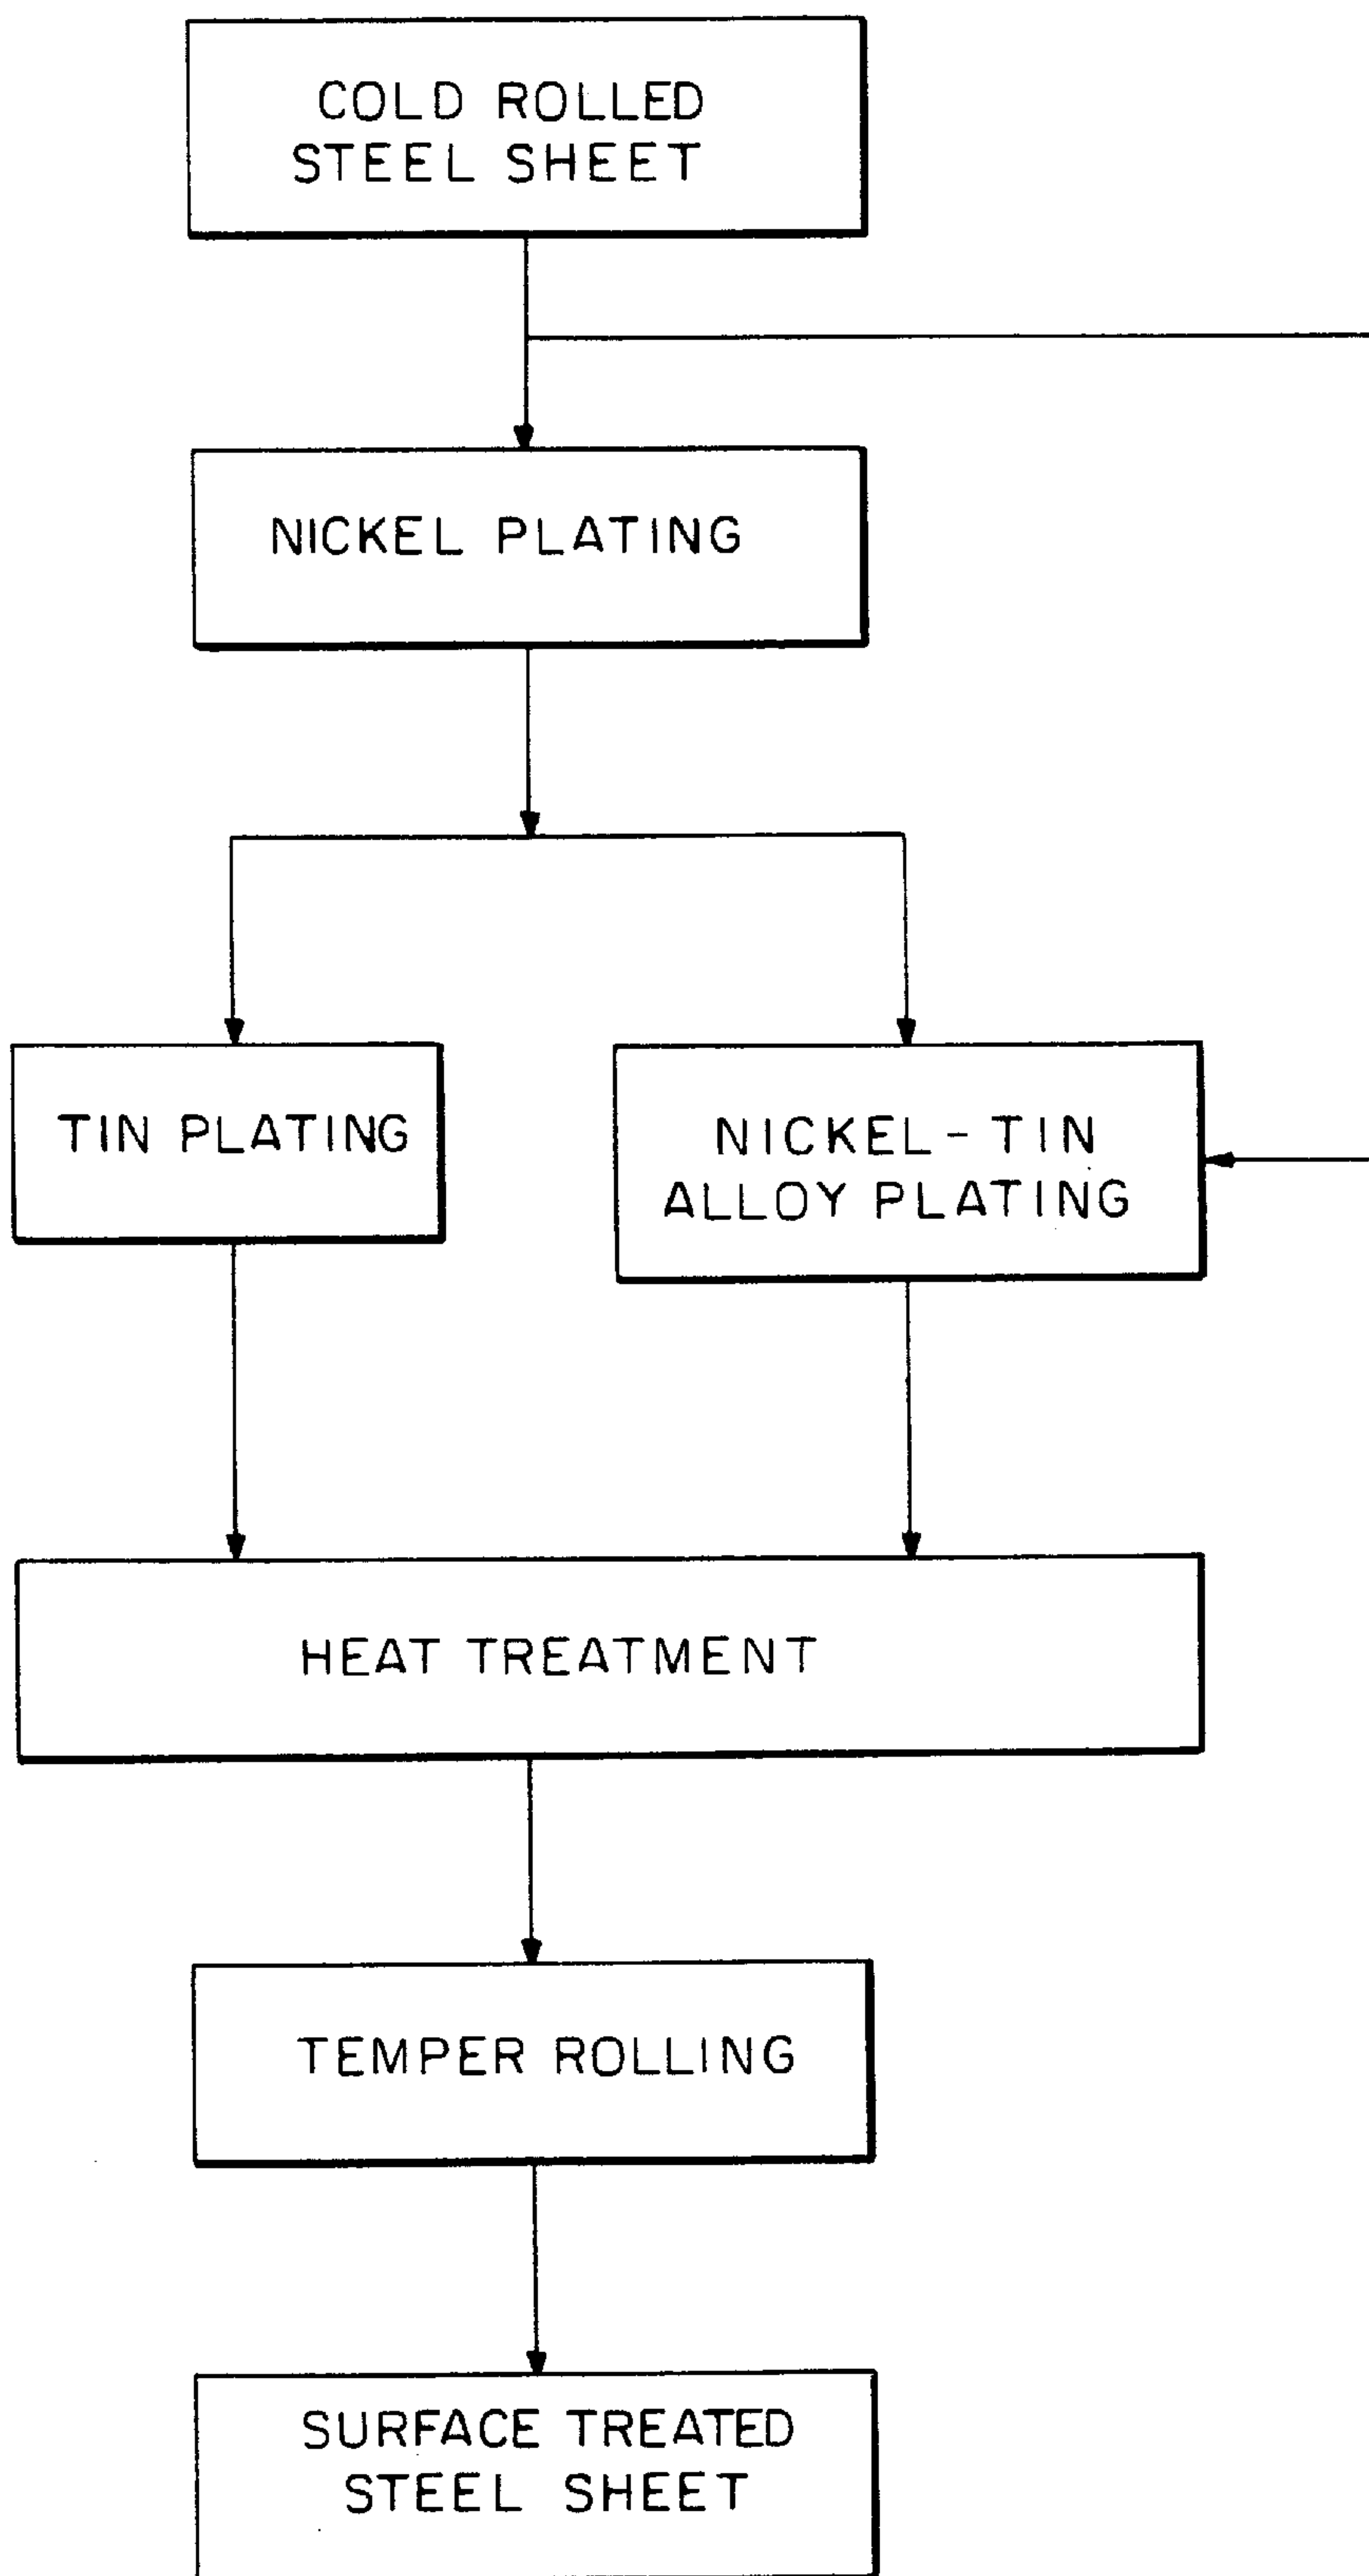 COLD ROLLED
STEEL SHEET
NICKEL PLATING
TIN PLATING
NICKEL-TIN
ALLOY PLATING
HEAT TREATMENT
TEMPER ROLLING
SURFACE TREATED
STEEL SHEET